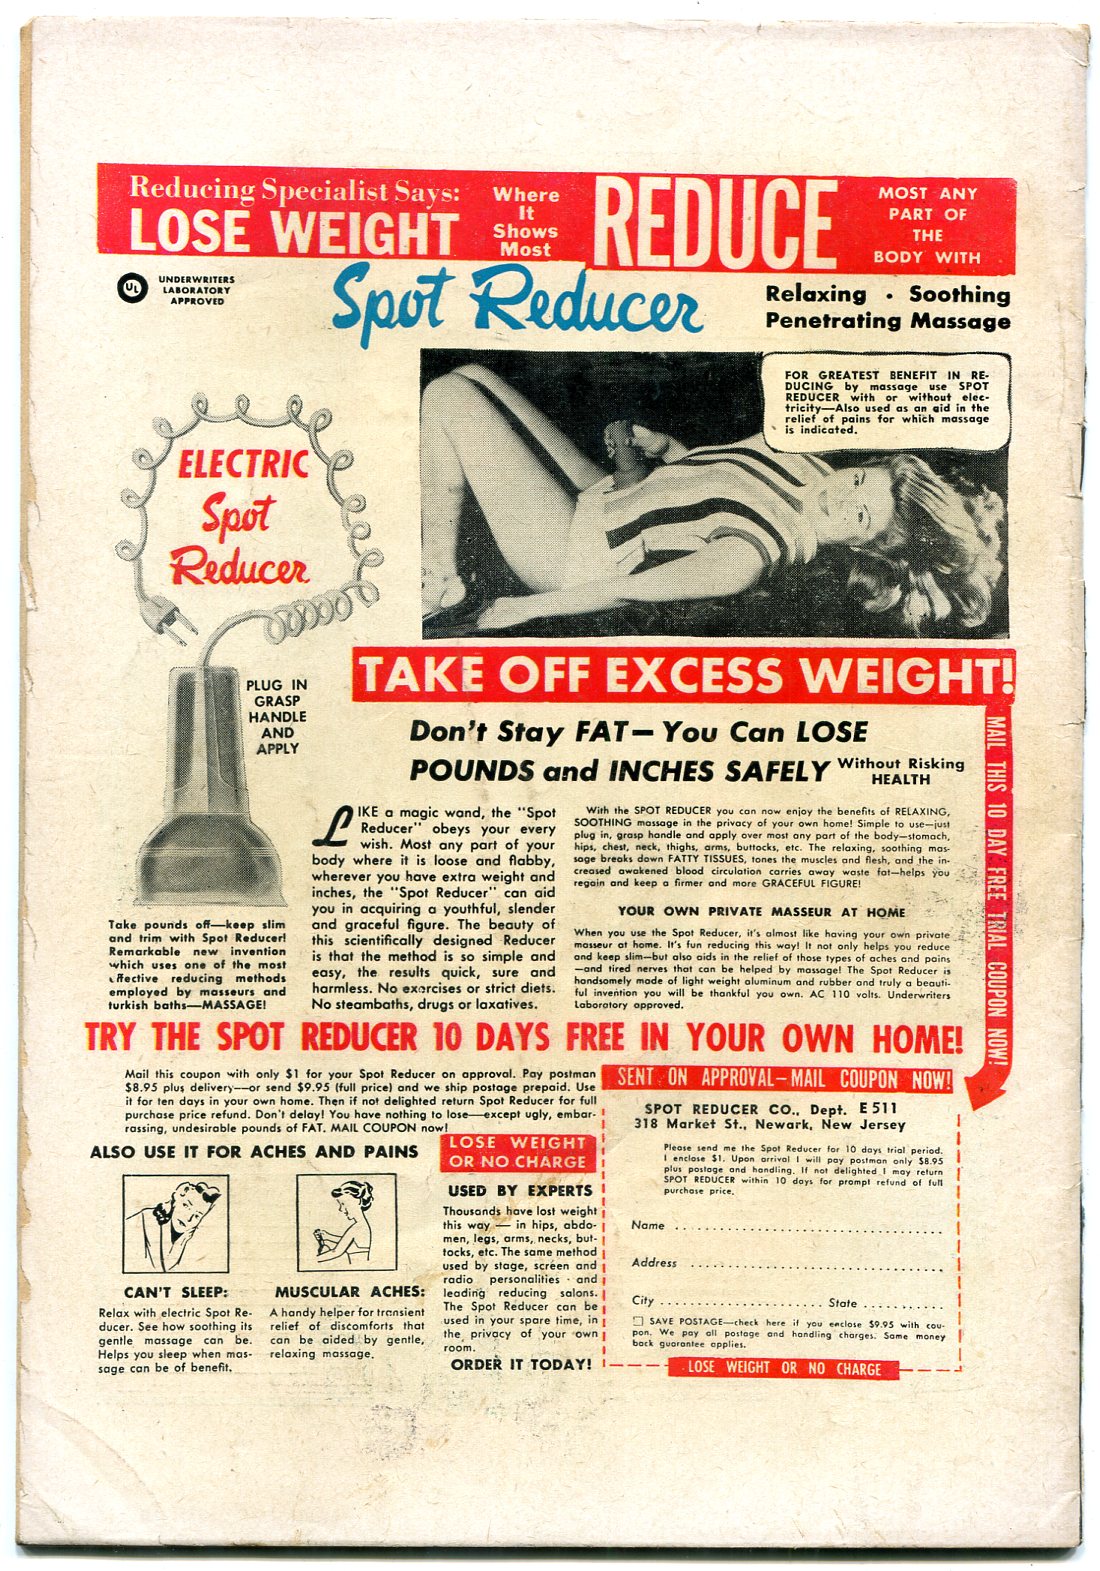 Reducing Specialist Says:
LOSE WEIGHT
Where
It
Shows
Most
REDUCE
MOST ANY
PART OF
THE
BODY WITH
UL
UNDERWRITERS
LABORATORY
APPROVED
Spot Reducer
Relaxing · Soothing
Penetrating Massage
FOR GREATEST BENEFIT IN RE-
DUCING by massage use SPOT
REDUCER with or without elec-
tricity—Also used as an aid in the
relief of pains for which massage
is indicated.
ELECTRIC
Spot
Reducer
PLUG IN
GRASP
HANDLE
AND
APPLY
TAKE OFF EXCESS WEIGHT!
Don't Stay FAT—You Can LOSE
POUNDS and INCHES SAFELY Without Risking
HEALTH
MAIL THIS 10 DAY FREE TRIAL COUPON NOW!
LIKE a magic wand, the "Spot
Reducer" obeys your every
wish. Most any part of your
body where it is loose and flabby,
wherever you have extra weight and
inches, the "Spot Reducer" can aid
you in acquiring a youthful, slender
and graceful figure. The beauty of
this scientifically designed Reducer
is that the method is so simple and
easy, the results quick, sure and
harmless. No exercises or strict diets.
No steambaths, drugs or laxatives.
With the SPOT REDUCER you can now enjoy the benefits of RELAXING,
SOOTHING massage in the privacy of your own home! Simple to use—just
plug in, grasp handle and apply over most any part of the body—stomach,
hips, chest, neck, thighs, arms, buttocks, etc. The relaxing, soothing mas-
sage breaks down FATTY TISSUES, tones the muscles and flesh, and the in-
creased awakened blood circulation carries away waste fat—helps you
regain and keep a firmer and more GRACEFUL FIGURE!
YOUR OWN PRIVATE MASSEUR AT HOME
When you use the Spot Reducer, it's almost like having your own private
masseur at home. It's fun reducing this way! It not only helps you reduce
and keep slim—but also aids in the relief of those types of aches and pains
—and tired nerves that can be helped by massage! The Spot Reducer is
handsomely made of light weight aluminum and rubber and truly a beauti-
ful invention you will be thankful you own. AC 110 volts. Underwriters
Laboratory approved.
Take pounds off—keep slim
and trim with Spot Reducer!
Remarkable new invention
which uses one of the most
effective reducing methods
employed by masseurs and
turkish baths—MASSAGE!
TRY THE SPOT REDUCER 10 DAYS FREE IN YOUR OWN HOME!
Mail this coupon with only $1 for your Spot Reducer on approval. Pay postman
$8.95 plus delivery—or send $9.95 (full price) and we ship postage prepaid. Use
it for ten days in your own home. Then if not delighted return Spot Reducer for full
purchase price refund. Don't delay! You have nothing to lose—except ugly, embar-
rassing, undesirable pounds of FAT. MAIL COUPON now!
ALSO USE IT FOR ACHES AND PAINS
CAN'T SLEEP:
Relax with electric Spot Re-
ducer. See how soothing its
gentle massage can be.
Helps you sleep when mas-
sage can be of benefit.
MUSCULAR ACHES:
A handy helper for transient
relief of discomforts that
can be aided by gentle,
relaxing massage.
LOSE WEIGHT
OR NO CHARGE
USED BY EXPERTS
Thousands have lost weight
this way — in hips, abdo-
men, legs, arms, necks, but-
tocks, etc. The same method
used by stage, screen and
radio personalities and
leading reducing salons.
The Spot Reducer can be
used in your spare time, in
the privacy of your own
room.
ORDER IT TODAY!
SENT ON APPROVAL—MAIL COUPON NOW!
SPOT REDUCER CO., Dept. E 511
318 Market St., Newark, New Jersey
Please send me the Spot Reducer for 10 days trial period.
I enclose $1. Upon arrival I will pay postman only $8.95
plus postage and handling. If not delighted I may return
SPOT REDUCER within 10 days for prompt refund of full
purchase price.
Name
Address
City State
SAVE POSTAGE—check here if you enclose $9.95 with cou-
pon. We pay all postage and handling charges. Same money
back guarantee applies.
LOSE WEIGHT OR NO CHARGE